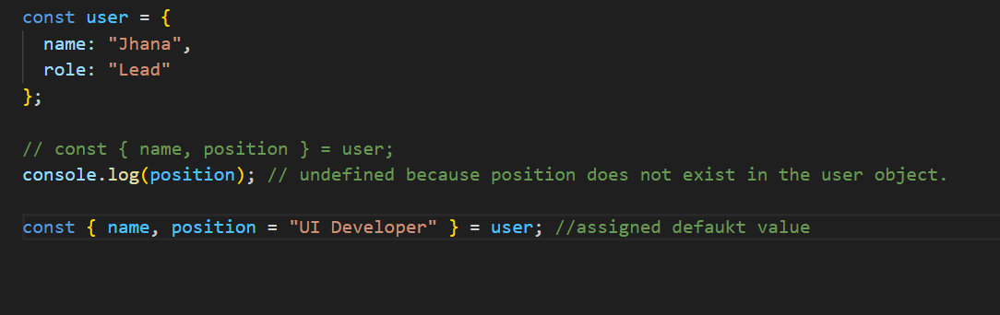 const user = {
  name: "Jhana",
  role: "Lead"
};
// const { name, position } = user;
console.log(position); // undefined because position does not exist in the user object.
const { name, position = "UI Developer" } = user; //assigned defaukt value